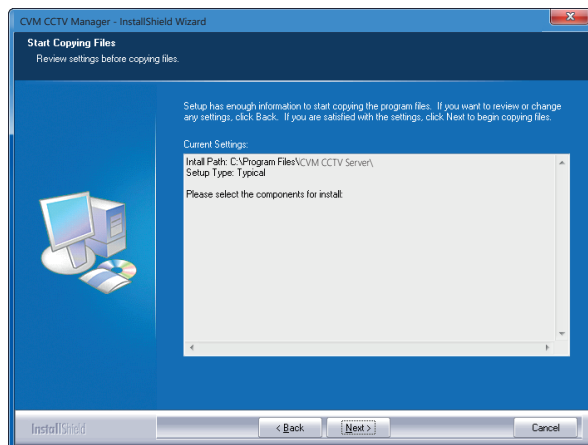 CVM CCTV Manager - InstallShield Wizard
Start Copying Files
Review settings before copying files.
Setup has enough information to start copying the program files. If you want to review or change
any settings, click Back. If you are satisfied with the settings, click Next to begin copying files.
Current Settings:
Intall Path: C:\Program Files\CVM CCTV Server\
Setup Type: Typical
Please select the components for install:
InstallShield
< Back
Next >
Cancel